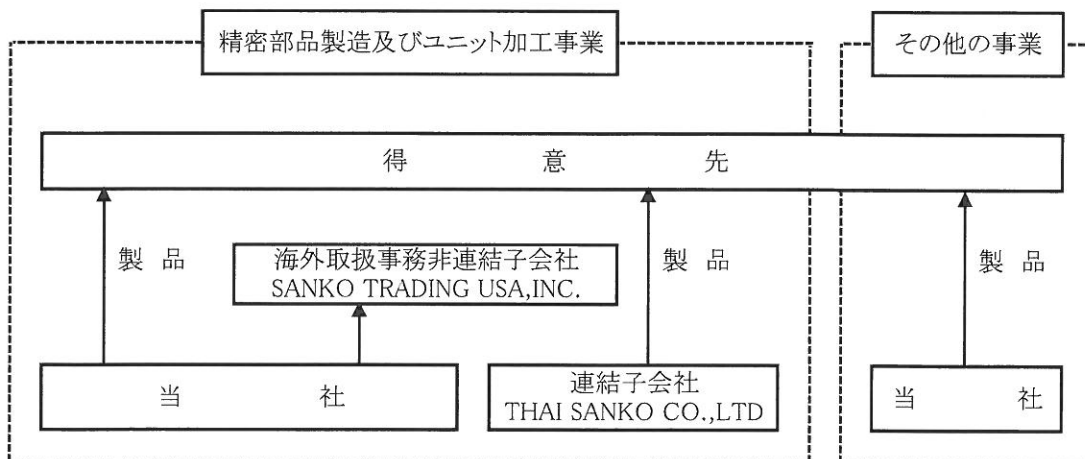 精密部品製造及びユニット加工事業
その他の事業
得意先
製品
海外取扱事務非連結子会社
SANKO TRADING USA,INC.
製品
製品
当社
連結子会社
THAI SANKO CO.,LTD
当社